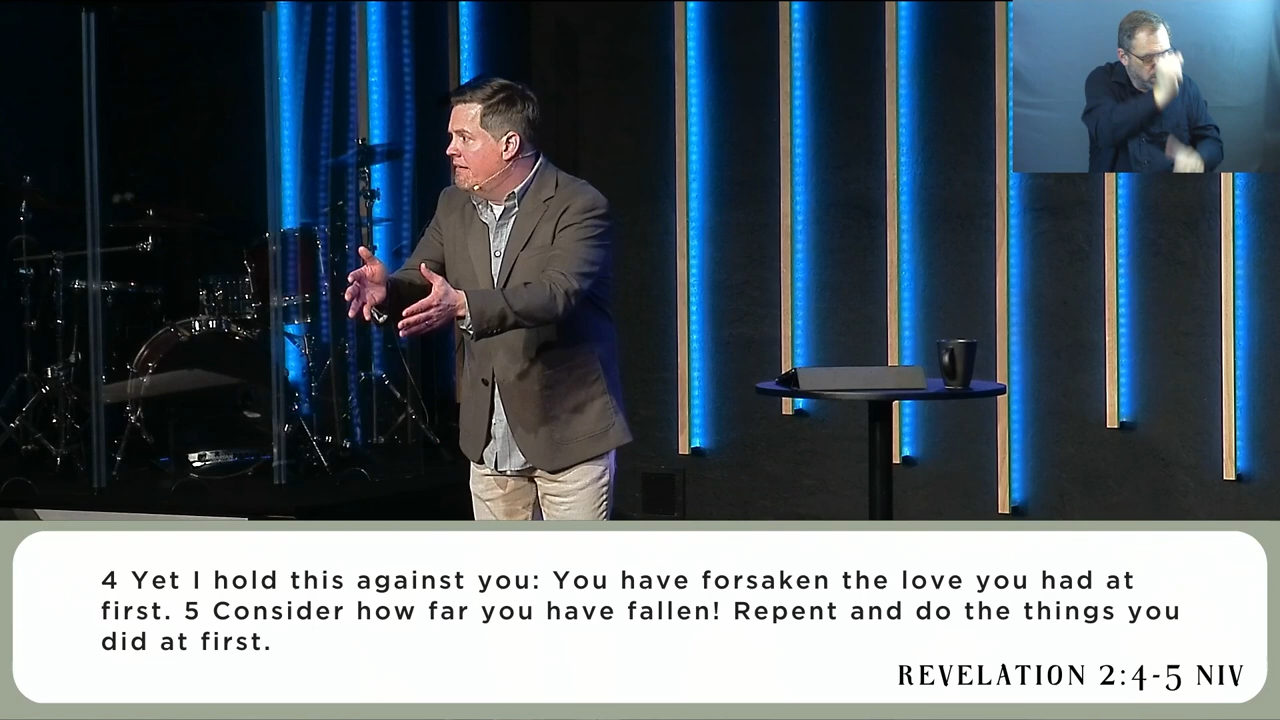 4 Yet I hold this against you: You have forsaken the love you had at
first. 5 Consider how far you have fallen! Repent and do the things you
did at first.
REVELATION 2:4-5 NIV